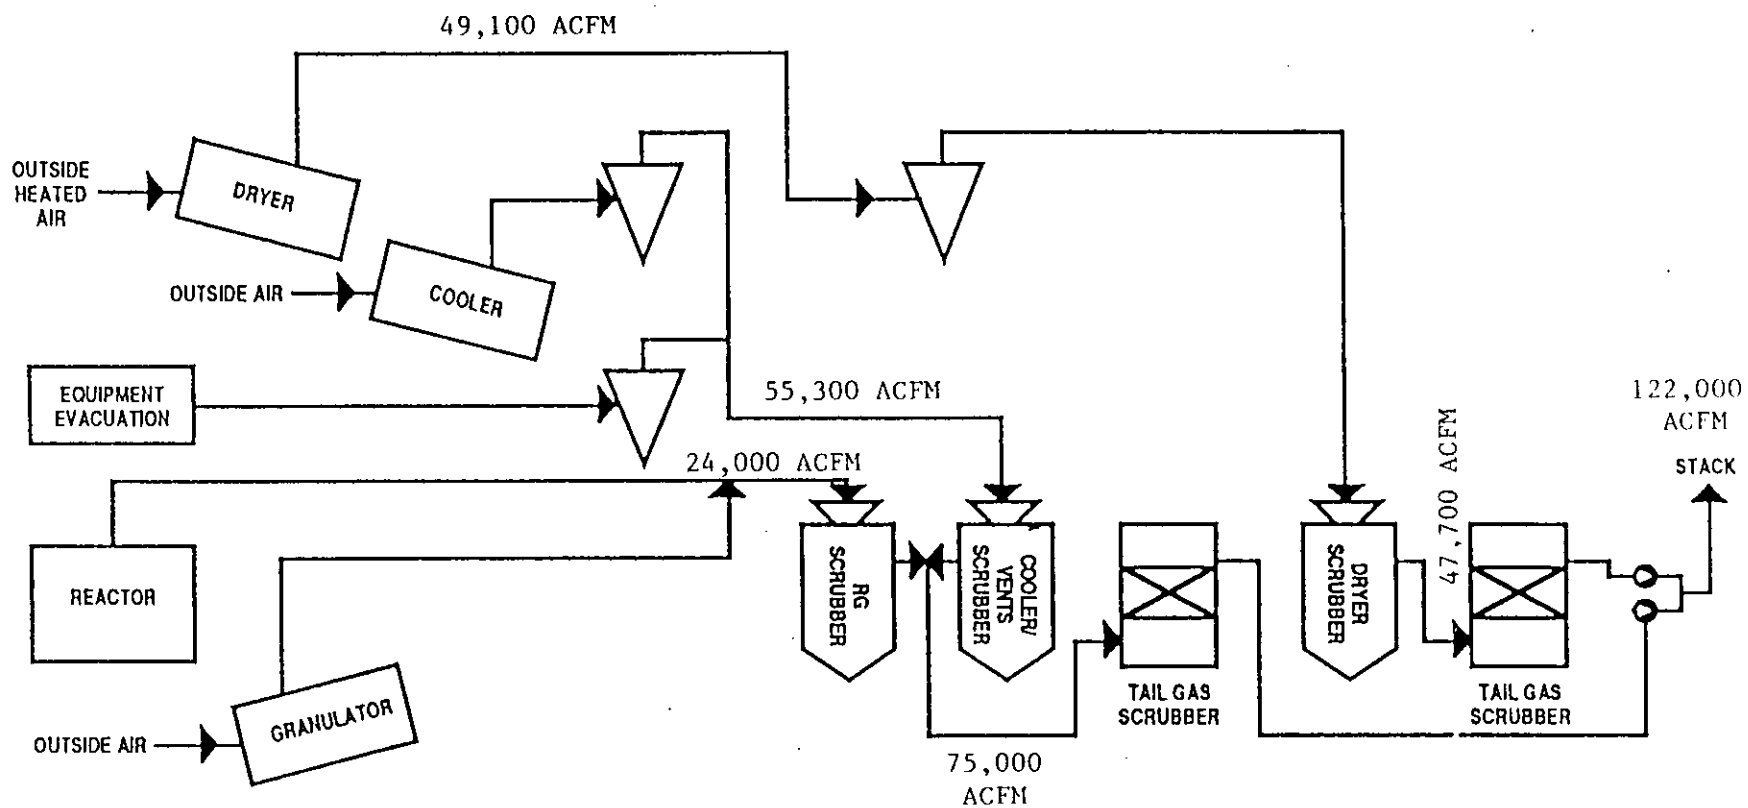 49,100 ACFM
OUTSIDE
HEATED
AIR
DRYER
OUTSIDE AIR
COOLER
EQUIPMENT
EVACUATION
55,300 ACFM
122,000
ACFM
STACK
24,000 ACFM
47,700 ACFM
REACTOR
RG
SCRUBBER
COOLER/
VENTS
SCRUBBER
DRYER
SCRUBBER
TAIL GAS
SCRUBBER
TAIL GAS
SCRUBBER
GRANULATOR
OUTSIDE AIR
75,000
ACFM